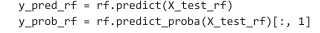 y_pred_rf = rf.predict(X_test_rf)
y_prob_rf = rf.predict_proba(X_test_rf)[:, 1]